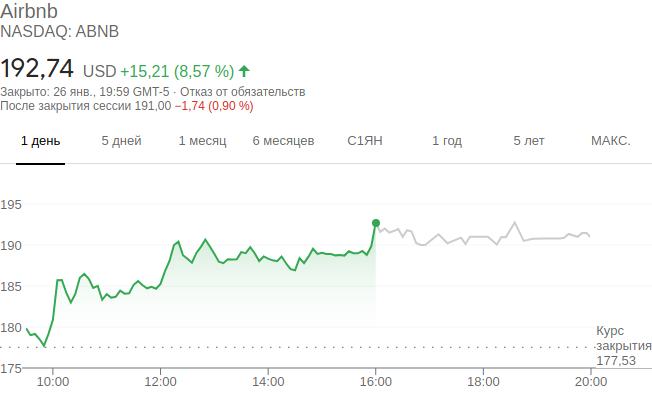 Airbnb
NASDAQ: ABNB
192,74 USD +15,21 (8,57 %)
Закрыто: 26 янв., 19:59 GMT-5 · Отказ от обязательств
После закрытия сессии 191,00 −1,74 (0,90 %)
1 день 5 дней 1 месяц 6 месяцев С1ЯН 1 год 5 лет МАКС.
195
190
185
180
175
Курс
закрытия
177,53
10:00 12:00 14:00 16:00 18:00 20:00